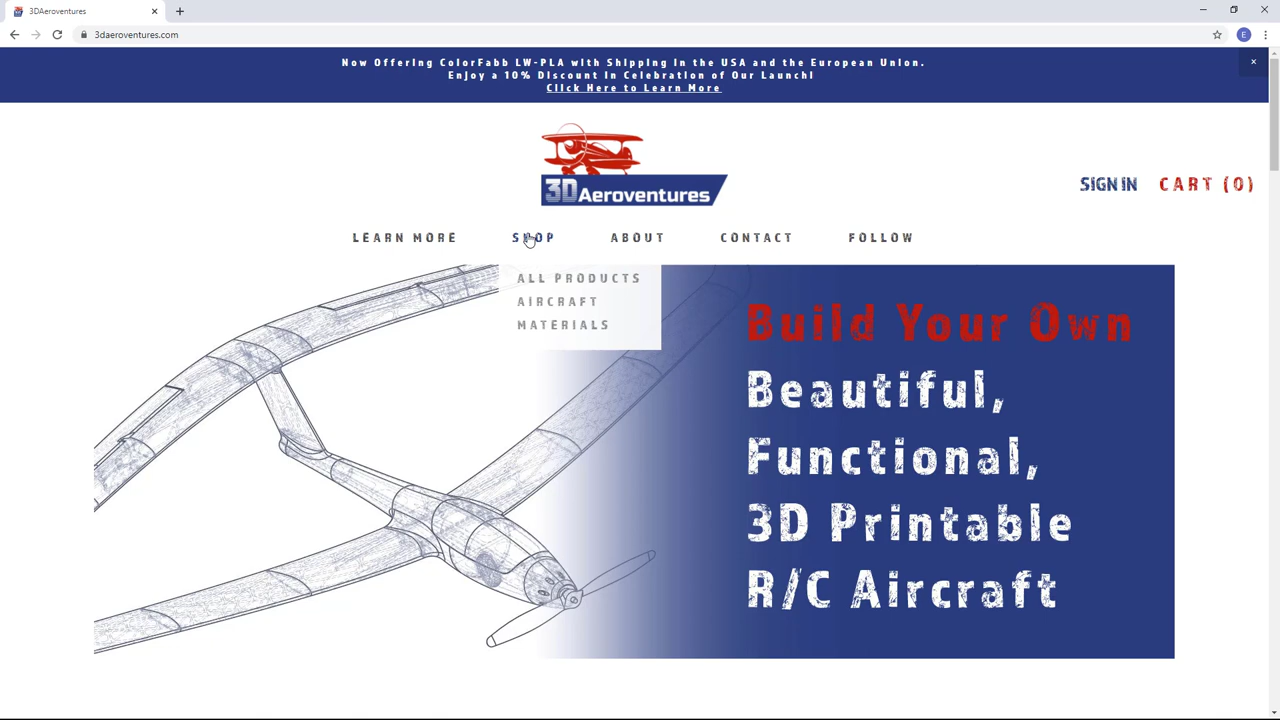 3DAeroventures
3daeroventures.com
E
Now Offering ColorFabb LW-PLA with Shipping in the USA and the European Union.
Enjoy a 10% Discount in Celebration of Our Launch!
Click Here to Learn More
3DAeroventures
SIGN IN CART (0)
LEARN MORE SHOP ABOUT CONTACT FOLLOW
ALL PRODUCTS
AIRCRAFT
MATERIALS
Build Your Own
Beautiful,
Functional,
3D Printable
R/C Aircraft